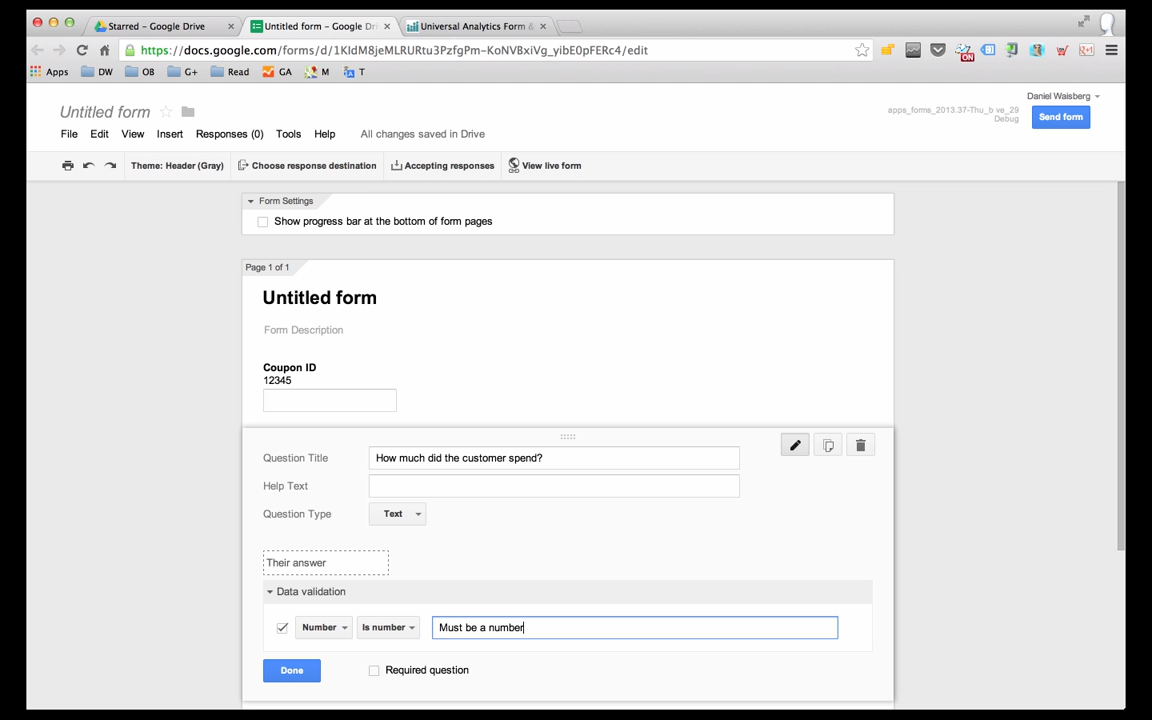 Starred – Google Drive
Untitled form – Google Dri
Universal Analytics Form &
https://docs.google.com/forms/d/1KIdM8jeMLRURtu3PzfgPm-KoNVBxiVg_yibE0pFERc4/edit
ON
Apps DW OB G+ Read GA M T
Daniel Waisberg
Untitled form
apps_forms_2013.37-Thu_b ve_29
Debug
Send form
File Edit View Insert Responses (0) Tools Help All changes saved in Drive
Theme: Header (Gray) Choose response destination Accepting responses View live form
Form Settings
Show progress bar at the bottom of form pages
Page 1 of 1
Untitled form
Form Description
Coupon ID
12345
Question Title How much did the customer spend?
Help Text
Question Type Text
Their answer
Data validation
Number Is number Must be a number
Done Required question